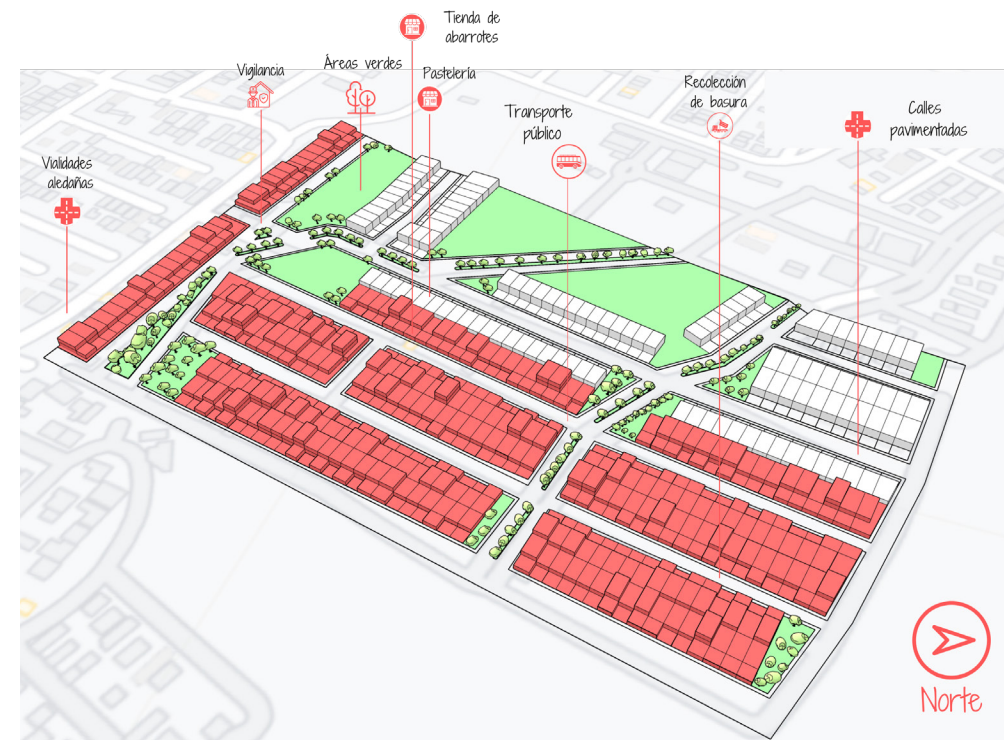 Tienda de
abarrotes
Vigilancia
Áreas verdes
Pastelería
Recolección
de basura
Transporte
público
Calles
pavimentadas
Vialidades
aledañas
Norte